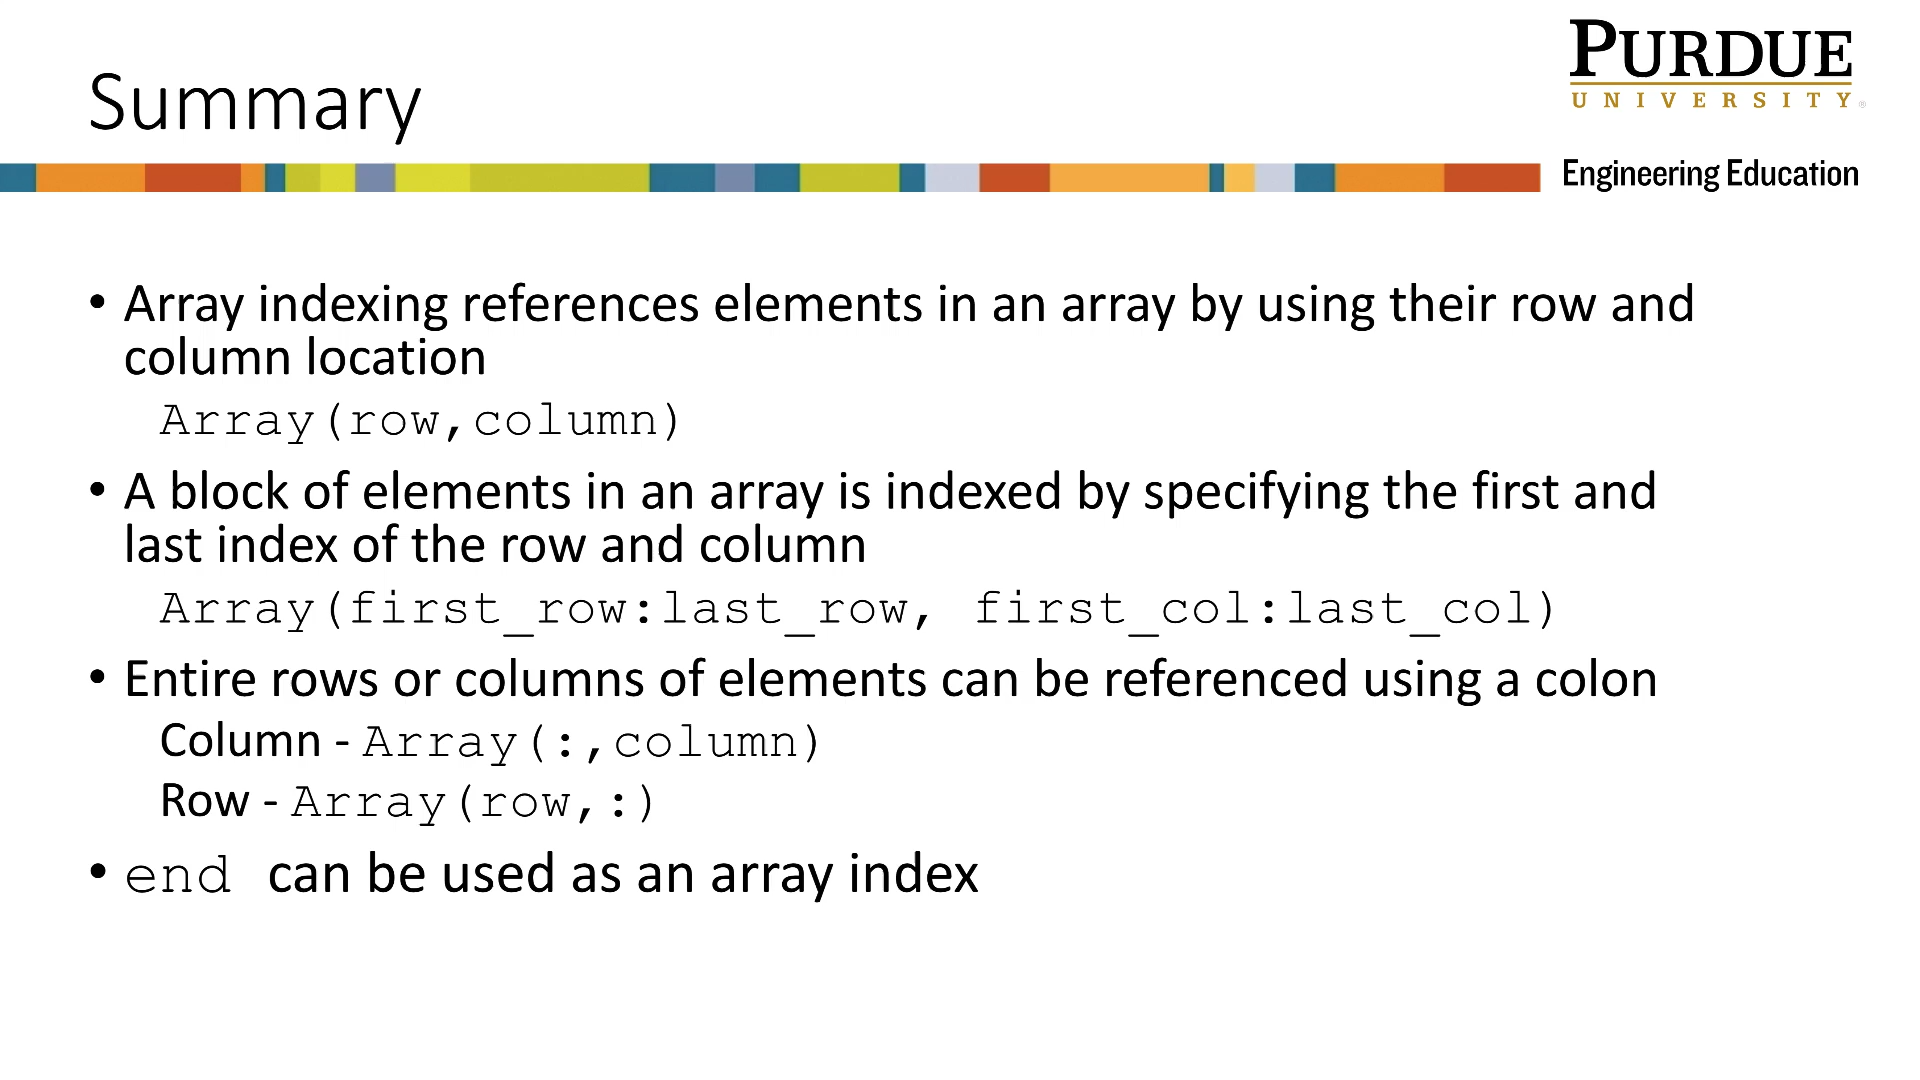 Summary
PURDUE
UNIVERSITY®
Engineering Education
• Array indexing references elements in an array by using their row and
column location
Array(row,column)
• A block of elements in an array is indexed by specifying the first and
last index of the row and column
Array(first_row:last_row, first_col:last_col)
• Entire rows or columns of elements can be referenced using a colon
Column - Array(:,column)
Row - Array(row,:)
• end can be used as an array index